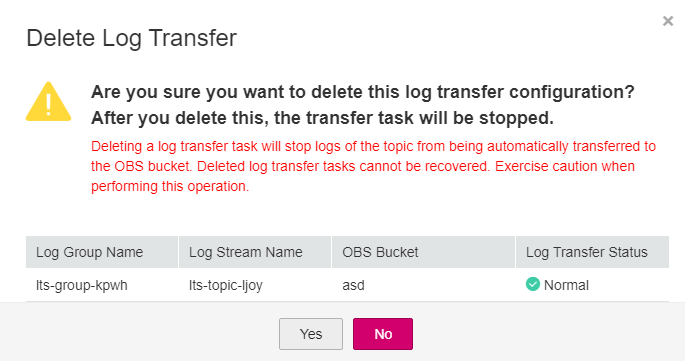 Delete Log Transfer
Are you sure you want to delete this log transfer configuration?
After you delete this, the transfer task will be stopped.
Deleting a log transfer task will stop logs of the topic from being automatically transferred to
the OBS bucket. Deleted log transfer tasks cannot be recovered. Exercise caution when
performing this operation.
Log Group Name Log Stream Name OBS Bucket Log Transfer Status
lts-group-kpwh lts-topic-ljoy asd Normal
Yes No